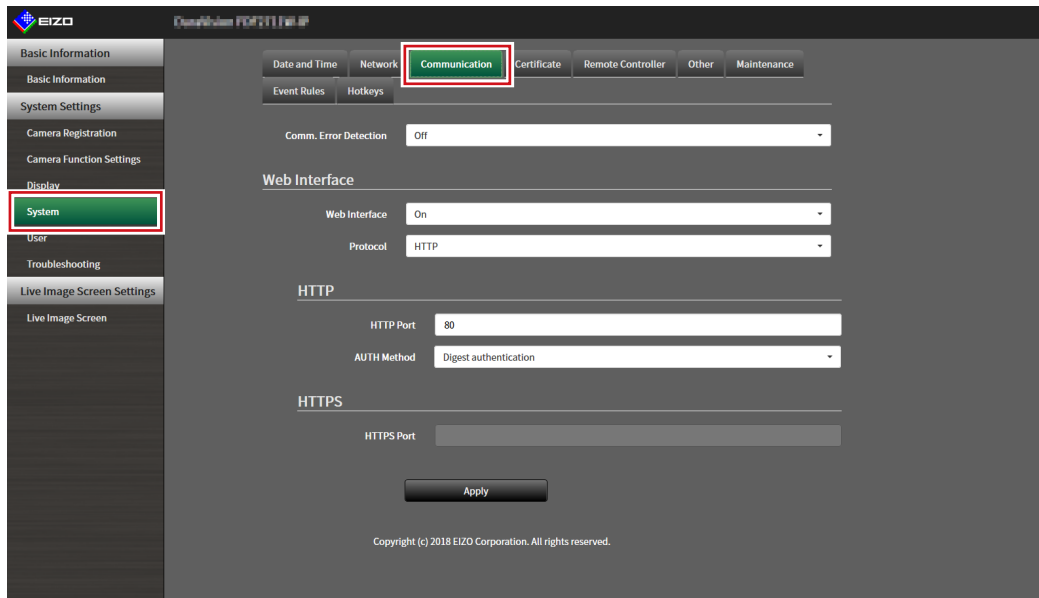 EIZO
Basic Information
Basic Information
System Settings
Camera Registration
Camera Function Settings
Display
System
User
Troubleshooting
Live Image Screen Settings
Live Image Screen
Date and Time Network Communication Certificate Remote Controller Other Maintenance
Event Rules Hotkeys
Comm. Error Detection Off
Web Interface
Web Interface On
Protocol HTTP
HTTP
HTTP Port 80
AUTH Method Digest authentication
HTTPS
HTTPS Port
Apply
Copyright (c) 2018 EIZO Corporation. All rights reserved.